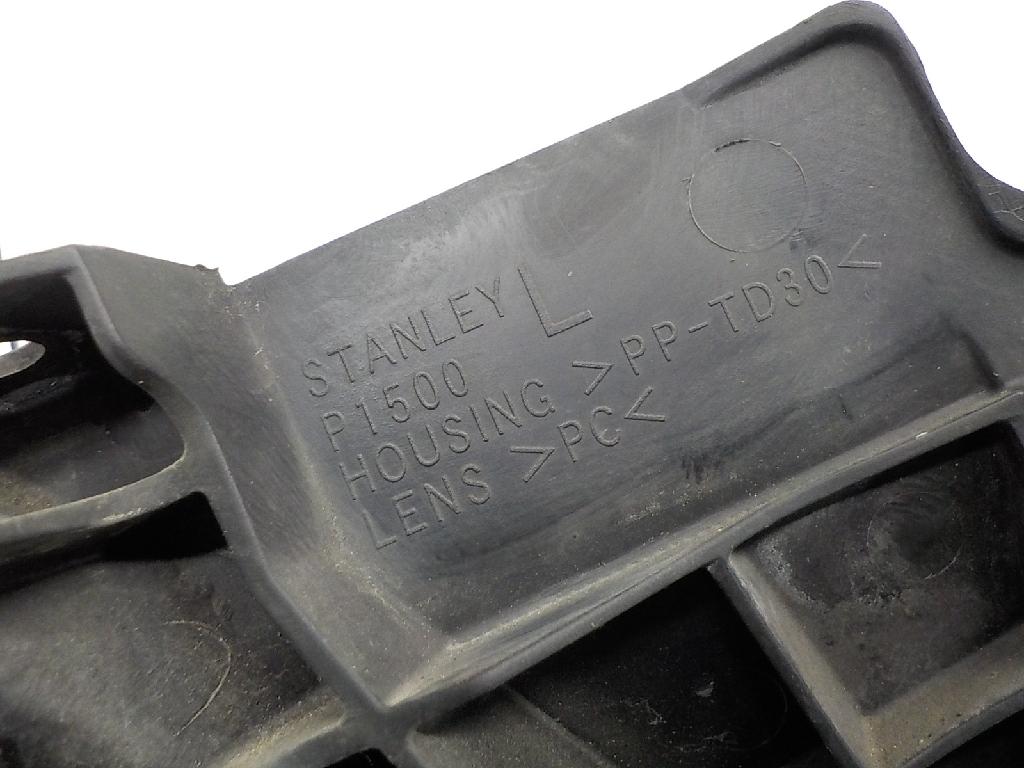 STANLEY L
P1500
HOUSING >PP-TD30<
LENS >PC<